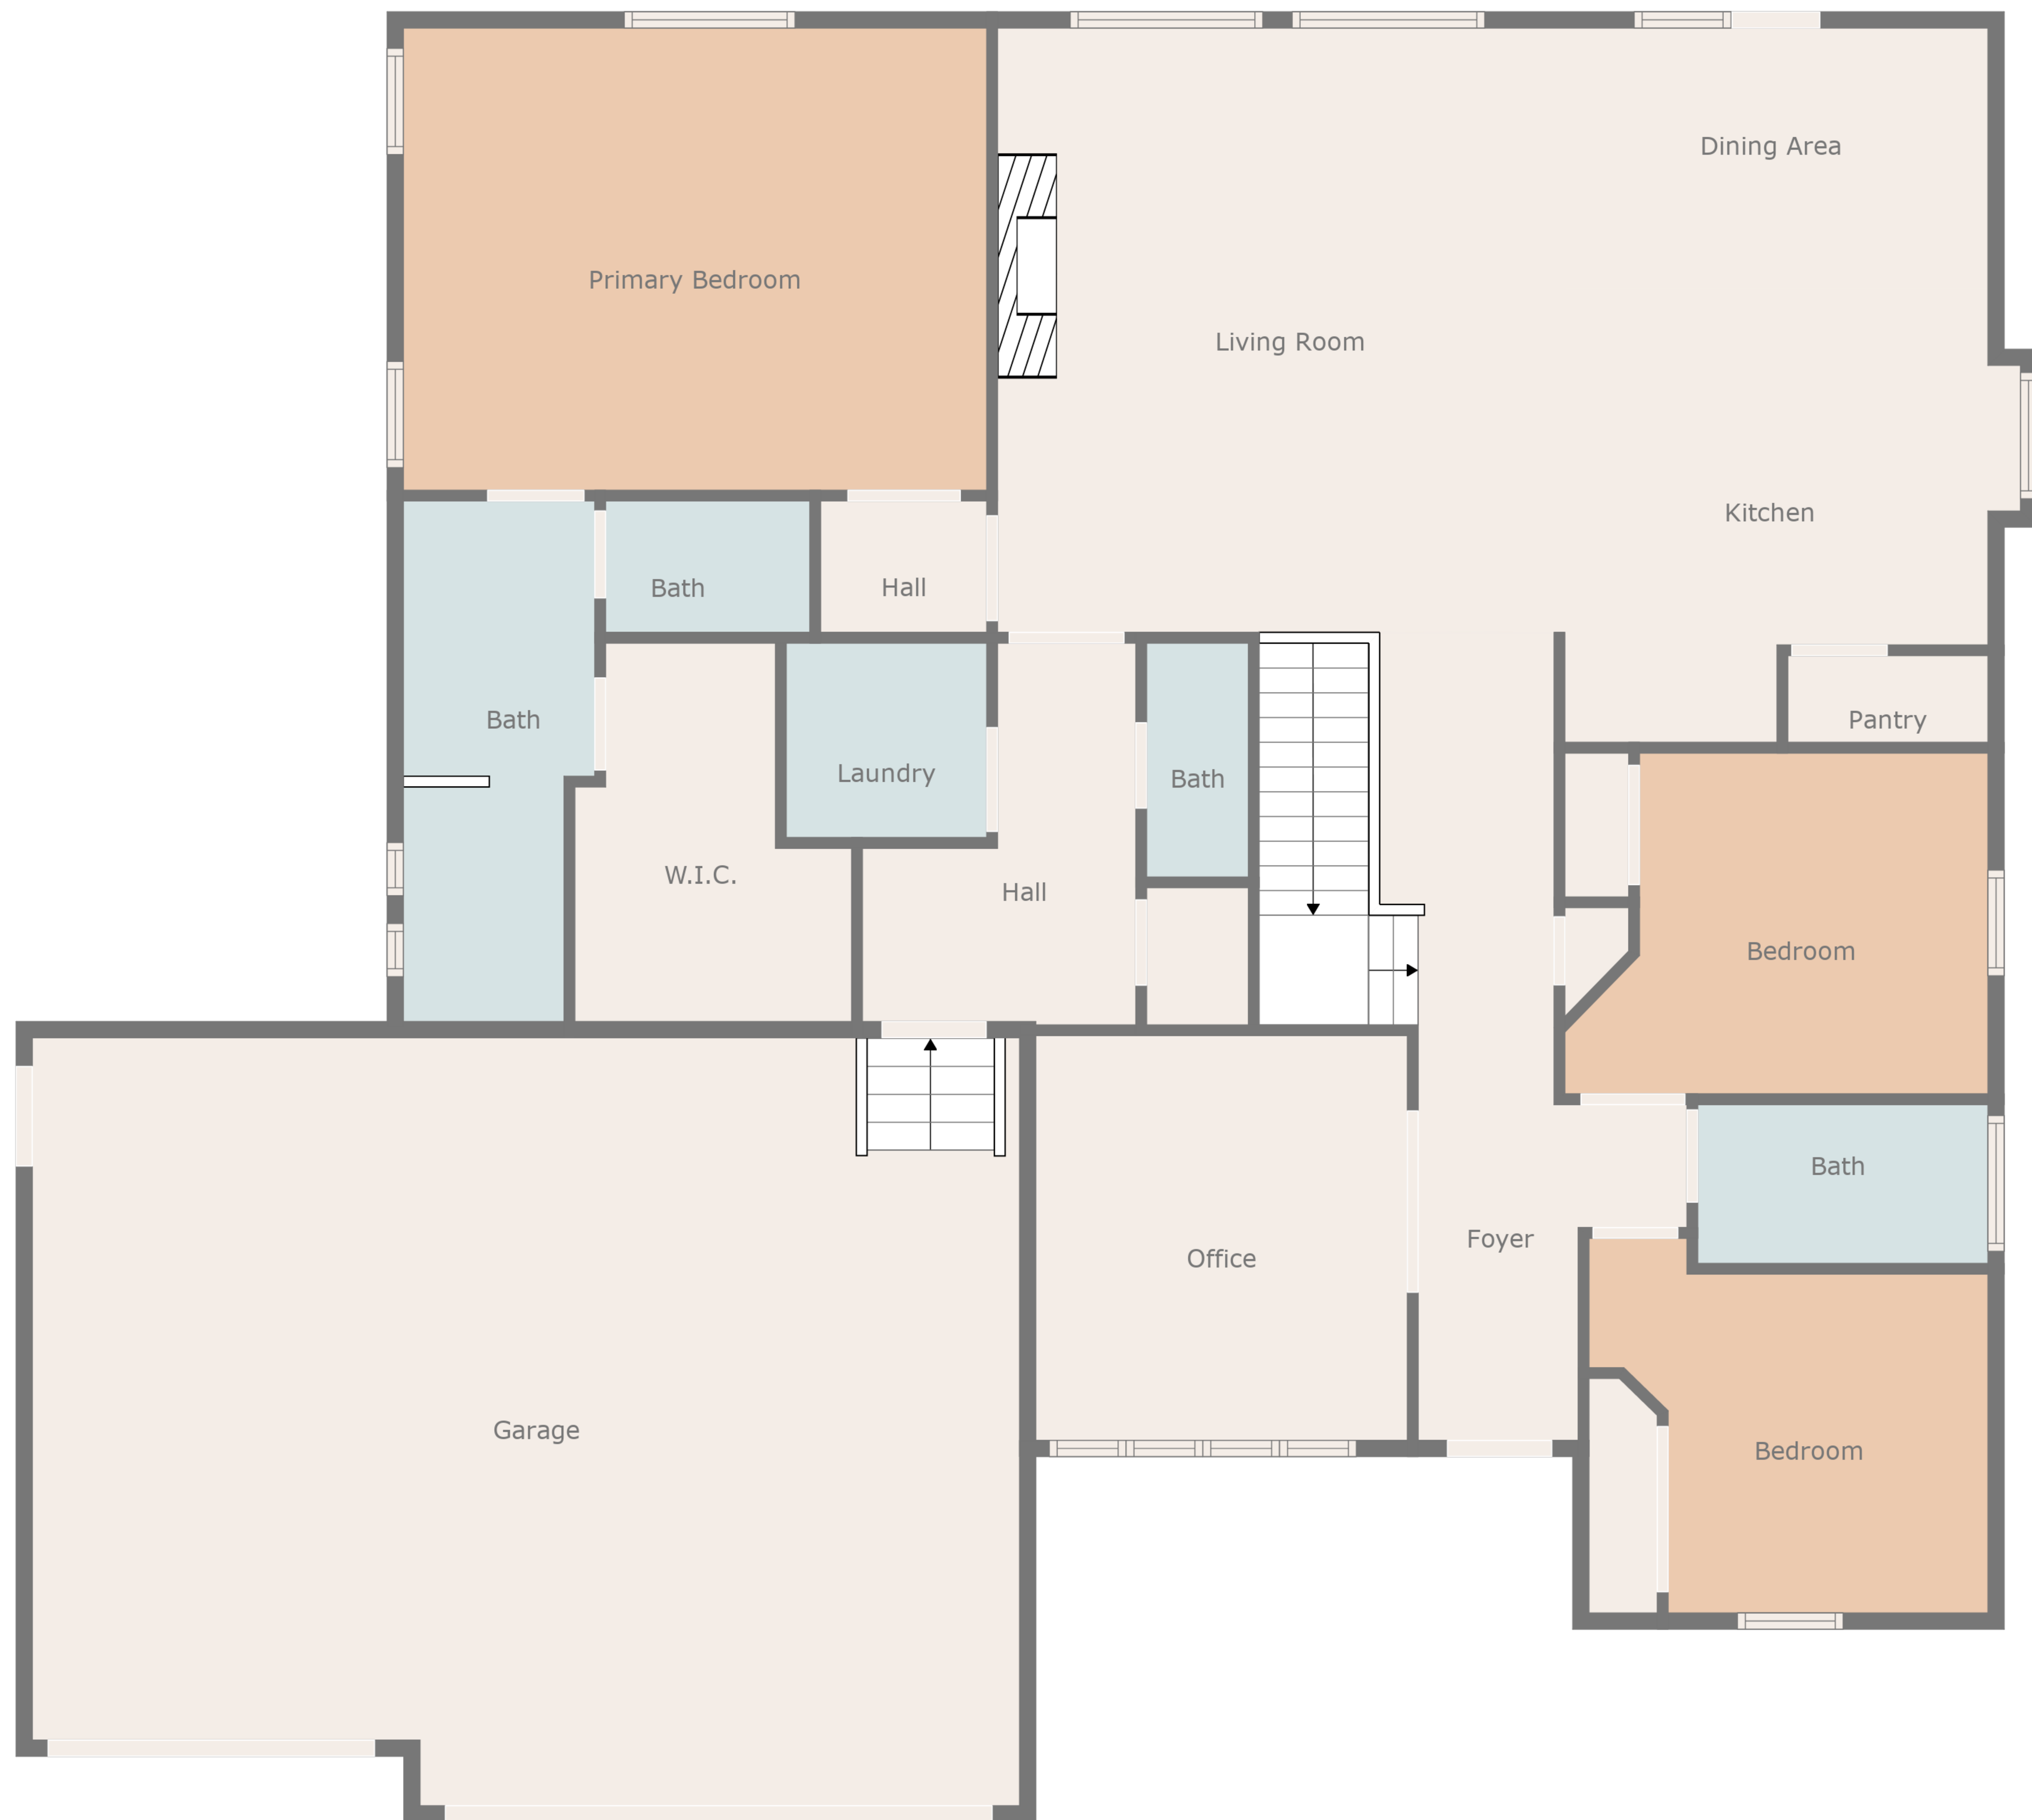 Dining Area
Primary Bedroom
Living Room
Kitchen
Bath
Hall
Bath
Pantry
Laundry
Bath
W.I.C.
Hall
Bedroom
Bath
Foyer
Office
Garage
Bedroom